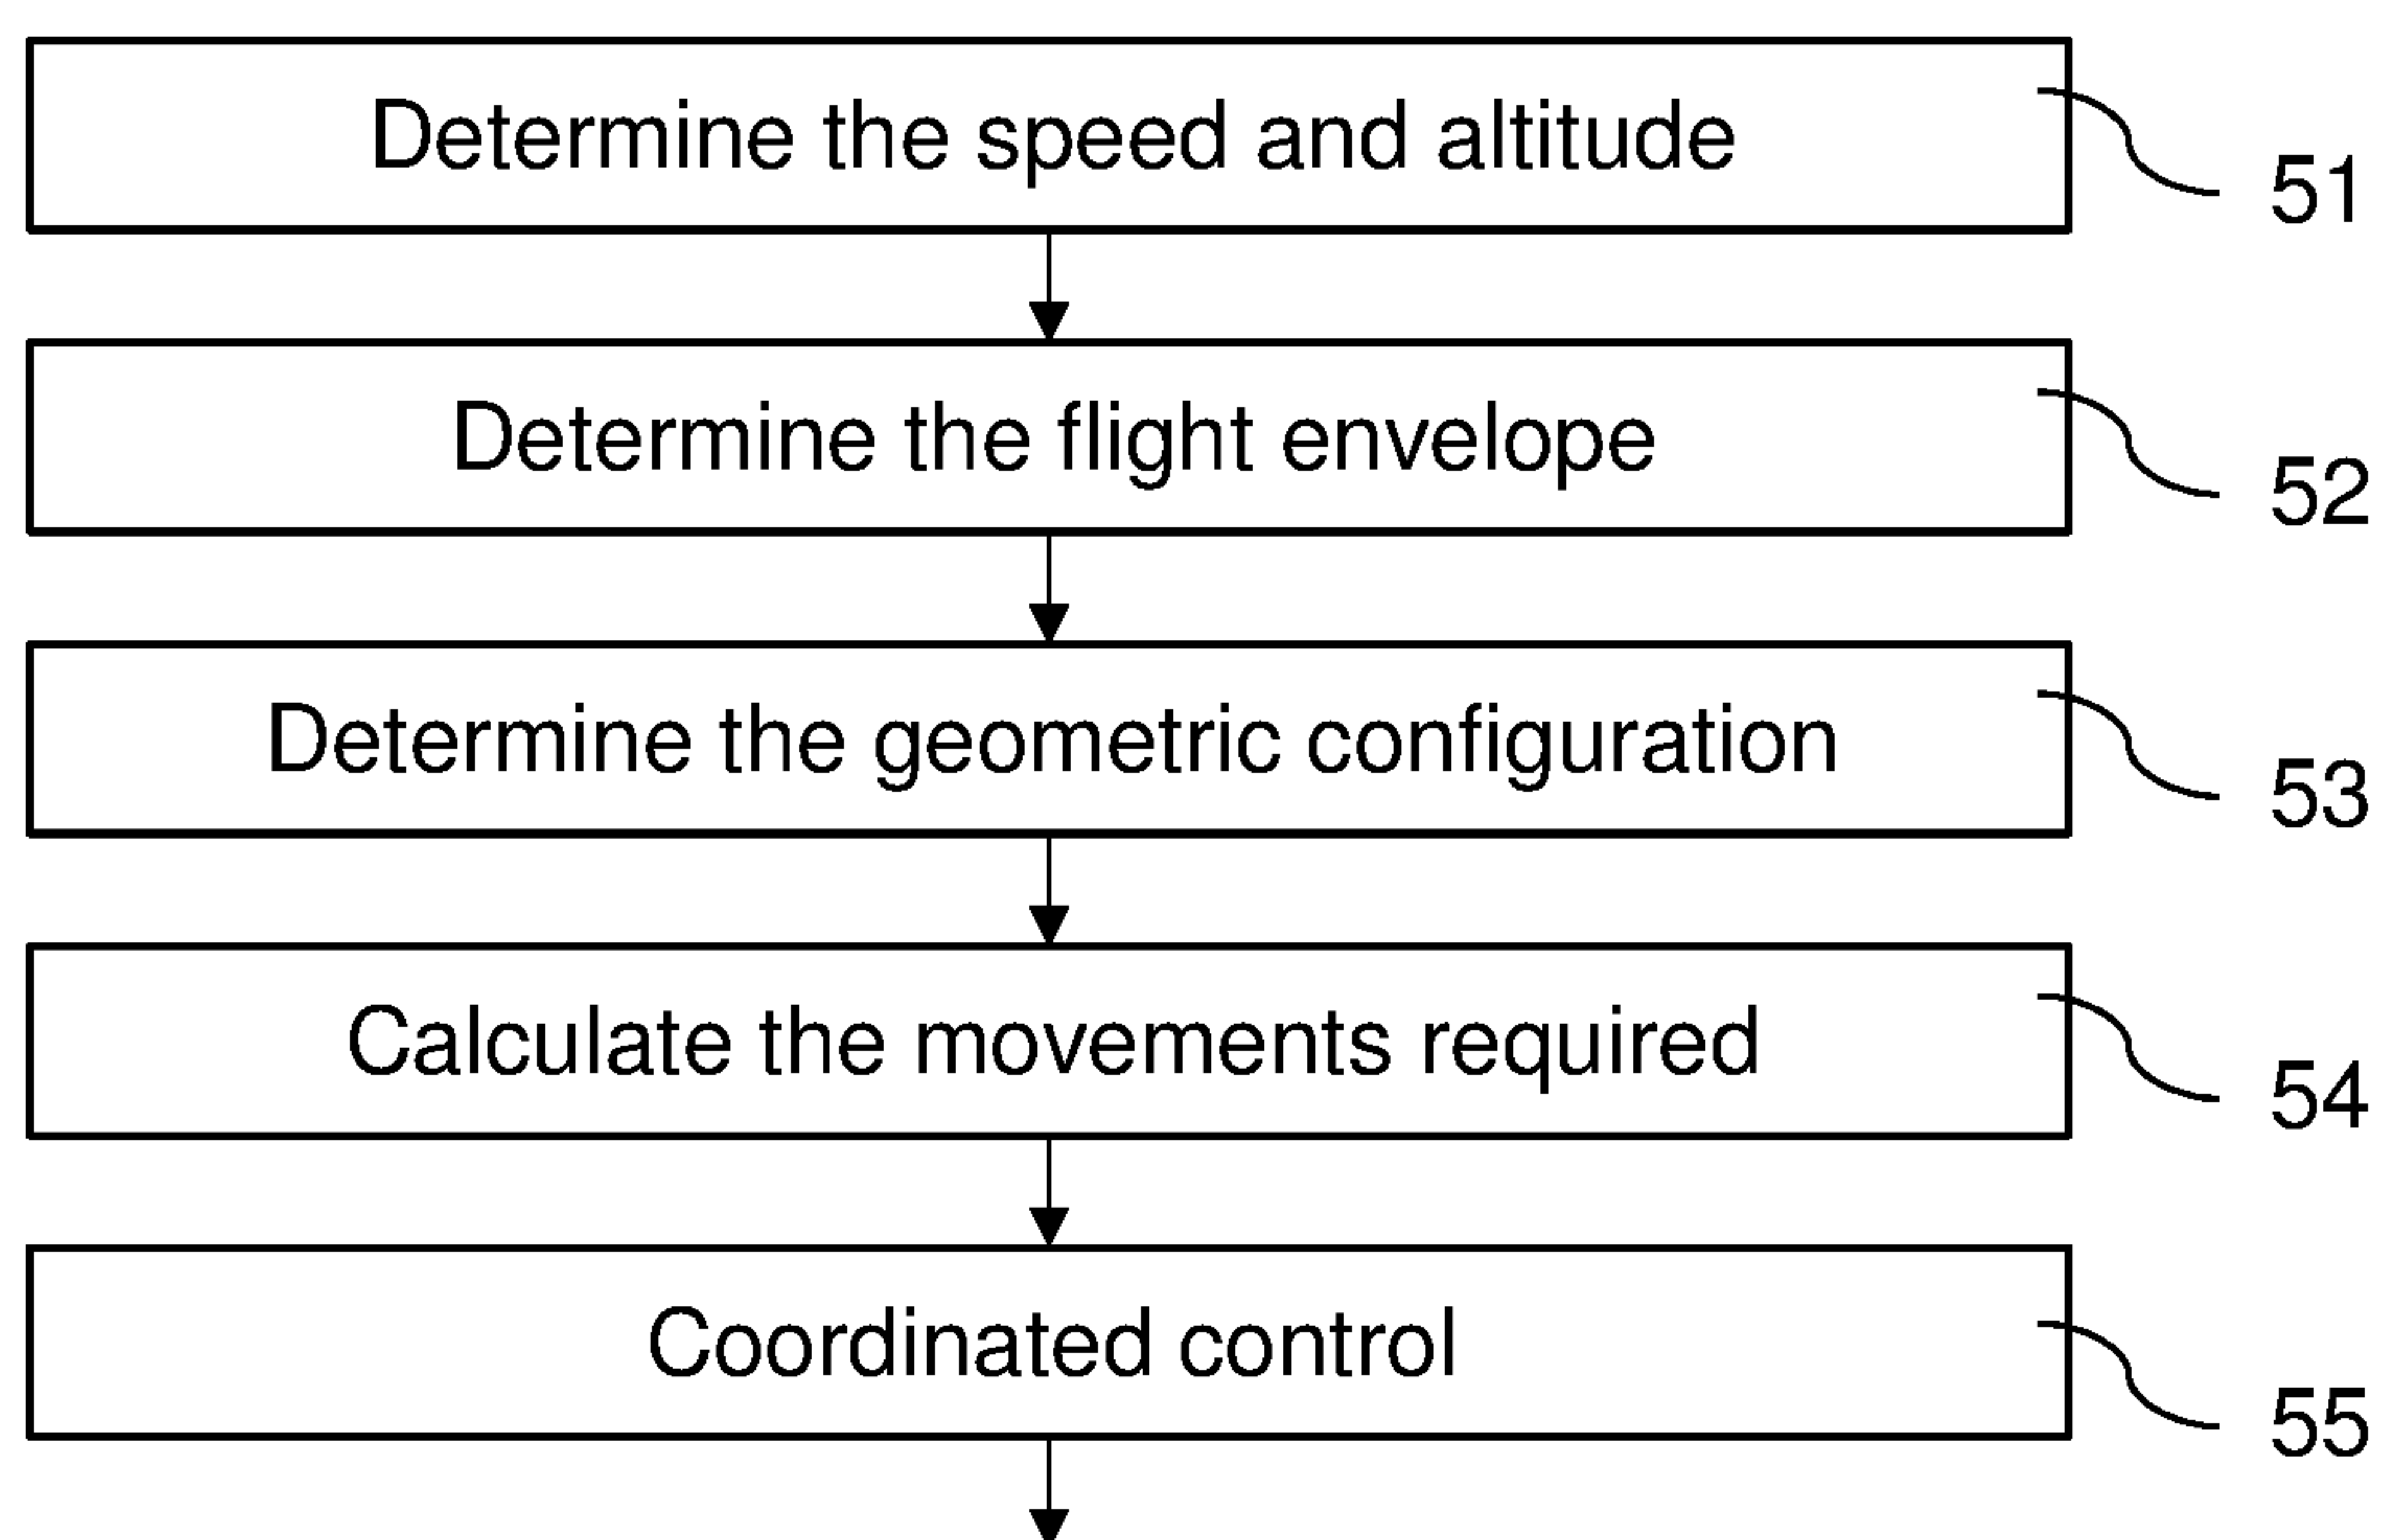 Determine the speed and altitude
51
Determine the flight envelope
52
Determine the geometric configuration
53
Calculate the movements required
54
Coordinated control
55